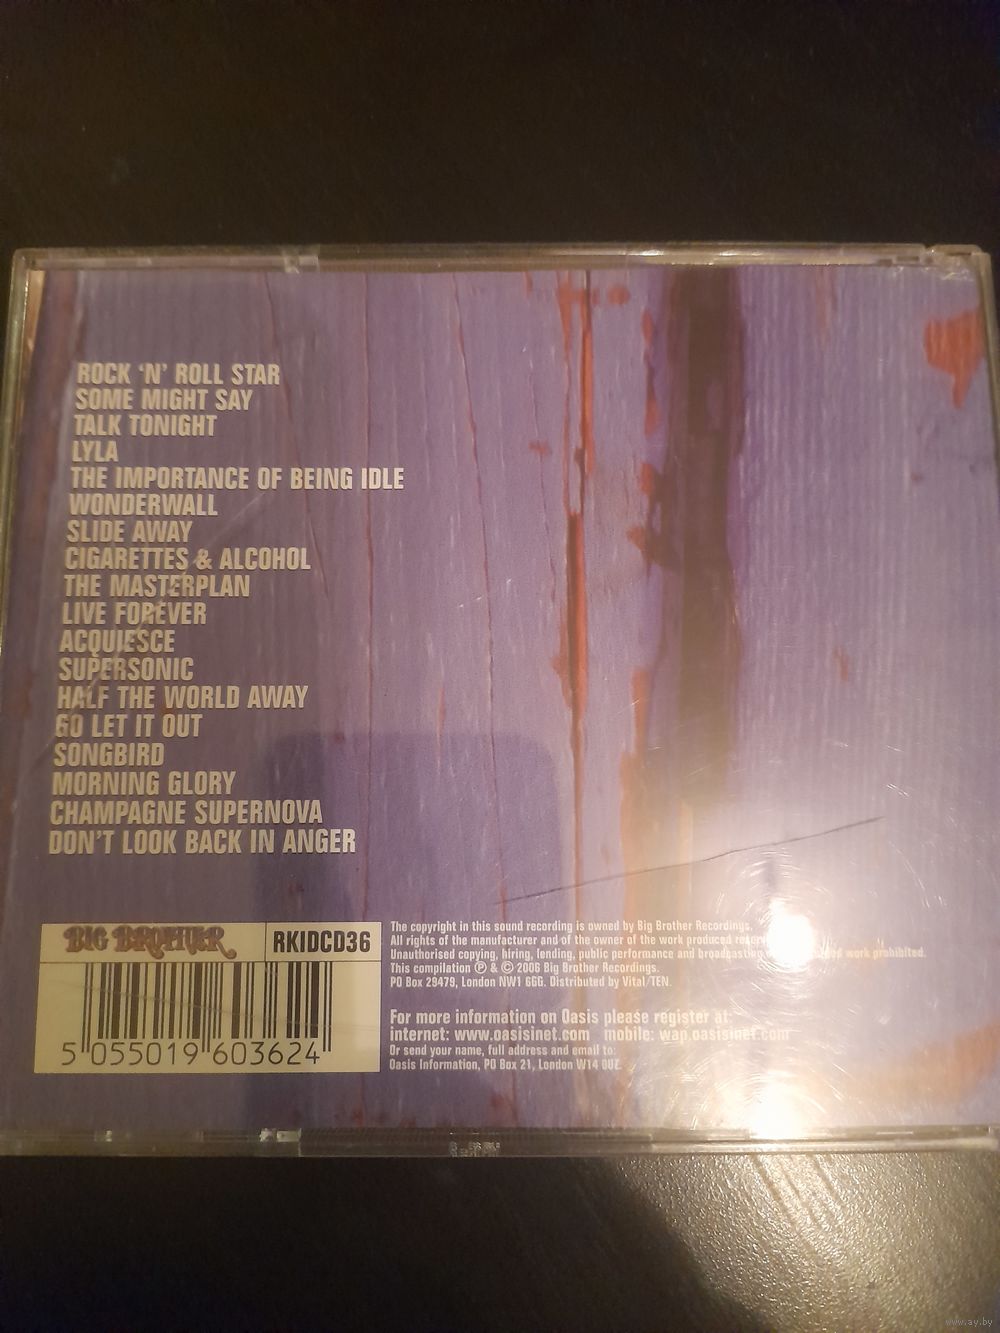 ROCK 'N' ROLL STAR
SOME MIGHT SAY
TALK TONIGHT
LYLA
THE IMPORTANCE OF BEING IDLE
WONDERWALL
SLIDE AWAY
CIGARETTES & ALCOHOL
THE MASTERPLAN
LIVE FOREVER
ACQUIESCE
SUPERSONIC
HALF THE WORLD AWAY
GO LET IT OUT
SONGBIRD
MORNING GLORY
CHAMPAGNE SUPERNOVA
DON'T LOOK BACK IN ANGER
BIG BROTHER
RKIDCD36
5 055019 603624
The copyright in this sound recording is owned by Big Brother Recordings.
All rights of the manufacturer and of the owner of the work produced
Unauthorised copying, hiring, lending, public performance and broadcasting work prohibited.
This compilation ℗ & © 2006 Big Brother Recordings.
PO Box 29479, London NW1 6GG. Distributed by Vital/TEN.
For more information on Oasis please register at:
internet: www.oasisinet.com mobile: wap.oasisinet.com
Or send your name, full address and email to:
Oasis Information, PO Box 21, London W14 0UZ.
www.ay.by